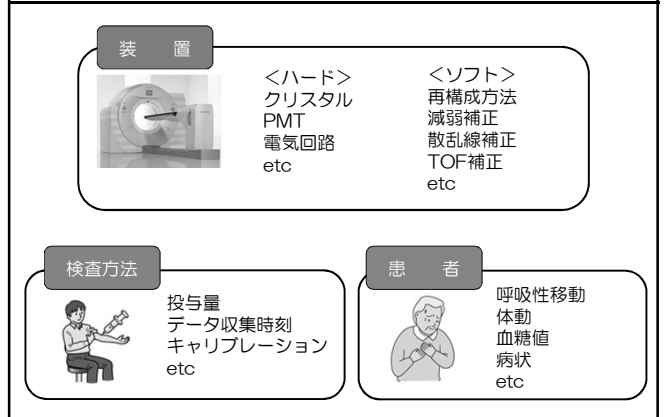 装　置
＜ハード＞
クリスタル
PMT
電気回路
etc
＜ソフト＞
再構成方法
減弱補正
散乱線補正
TOF補正
etc
検査方法
投与量
データ収集時刻
キャリブレーション
etc
患　者
呼吸性移動
体動
血糖値
病状
etc